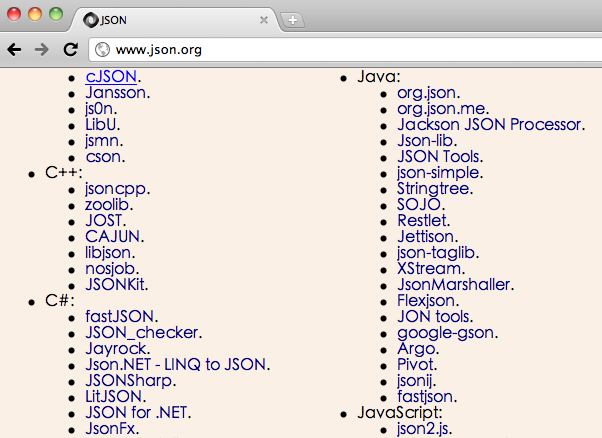 JSON
www.json.org
cJSON.
Jansson.
js0n.
LibU.
jsmn.
cson.
C++:
jsoncpp.
zoolib.
JOST.
CAJUN.
libjson.
nosjob.
JSONKit.
C#:
fastJSON.
JSON_checker.
Jayrock.
Json.NET - LINQ to JSON.
JSONSharp.
LitJSON.
JSON for .NET.
JsonFx.
Java:
org.json.
org.json.me.
Jackson JSON Processor.
Json-lib.
JSON Tools.
json-simple.
Stringtree.
SOJO.
Restlet.
Jettison.
json-taglib.
XStream.
JsonMarshaller.
Flexjson.
JON tools.
google-gson.
Argo.
Pivot.
jsonij.
fastjson.
JavaScript:
json2.js.